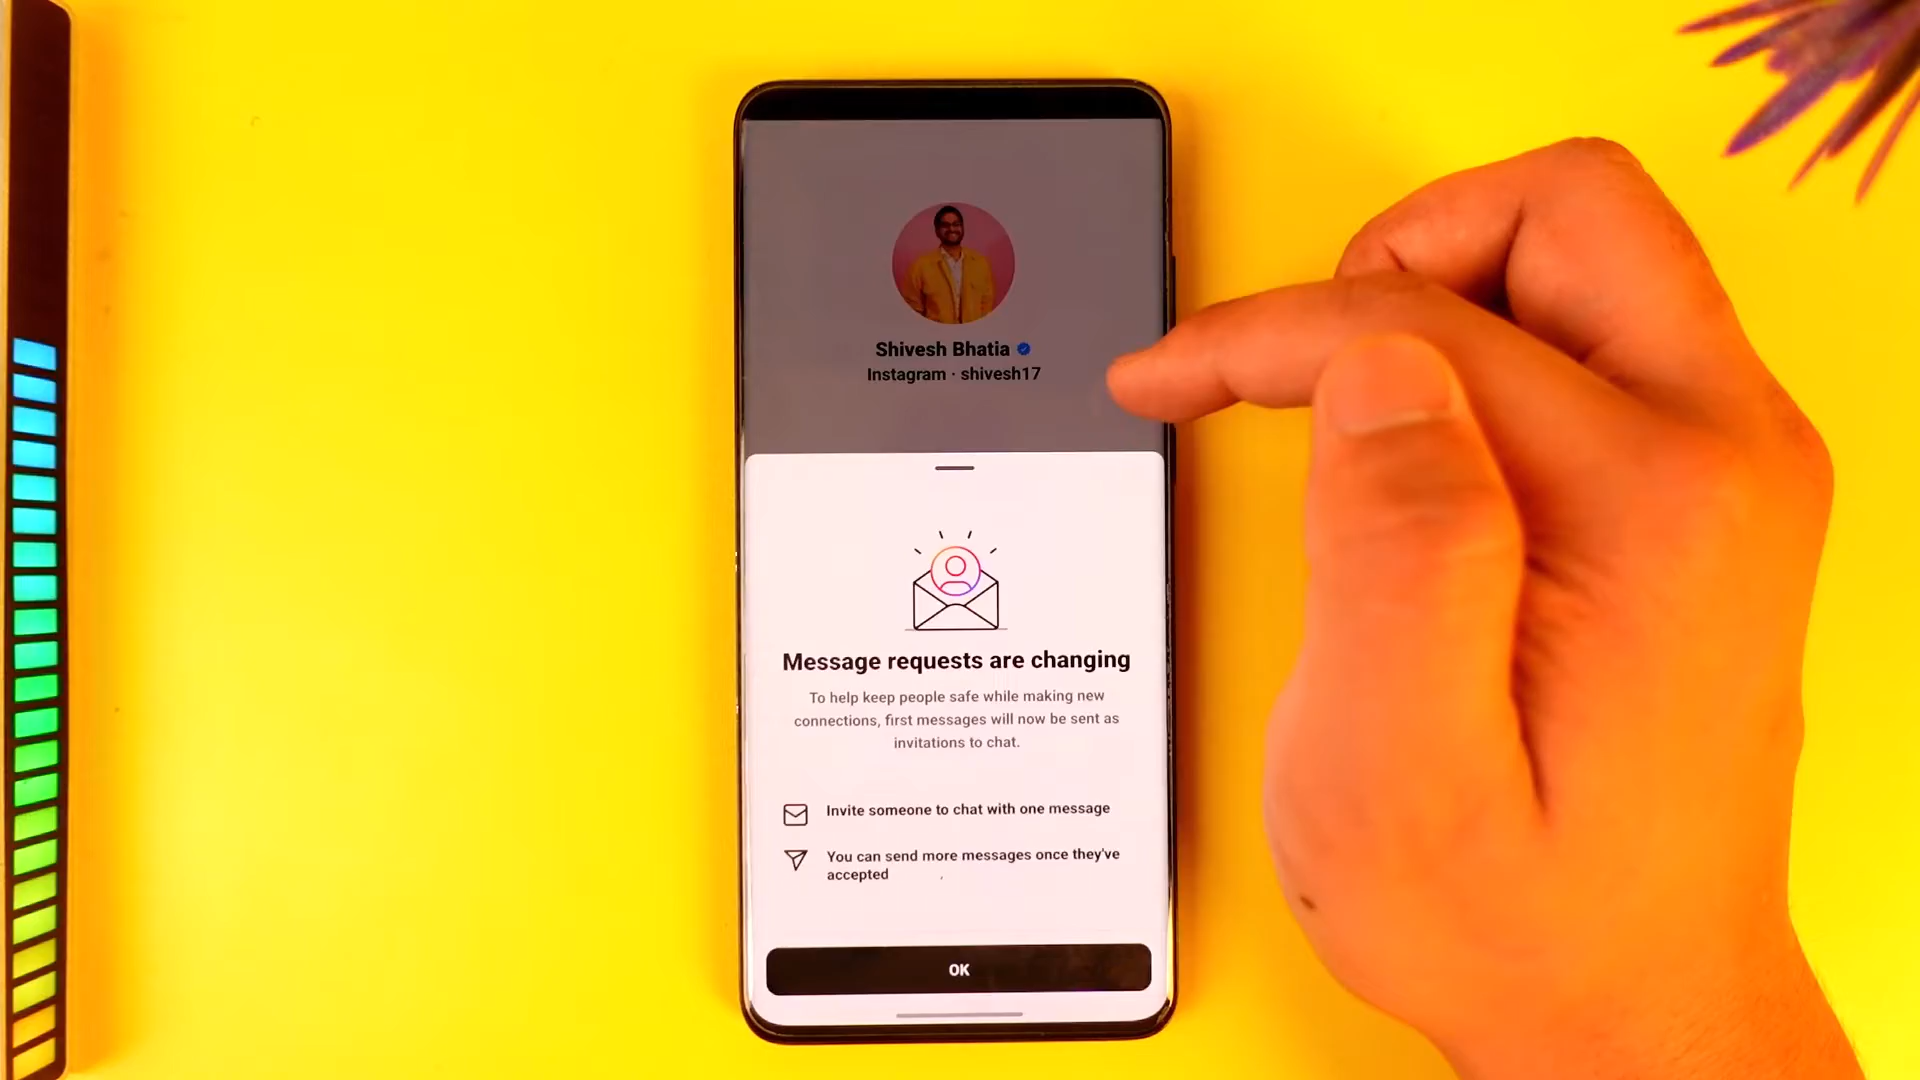 Shivesh Bhatia
Instagram · shivesh17
Message requests are changing
To help keep people safe while making new
connections, first messages will now be sent as
invitations to chat.
Invite someone to chat with one message
You can send more messages once they've
accepted
OK